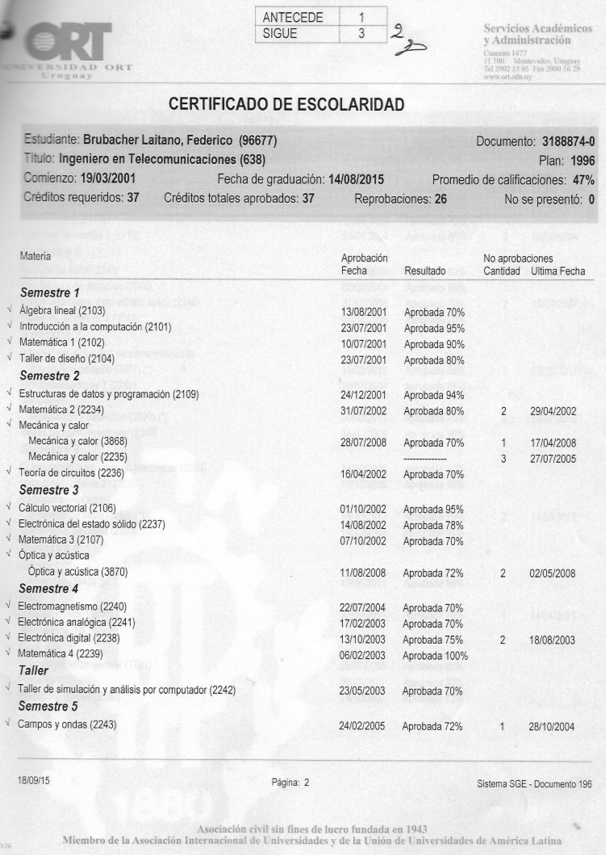 ANTECEDE 1
SIGUE 3
2
ORT
UNIVERSIDAD ORT
Uruguay
Servicios Académicos
y Administración
Cuareim 1477
11.100 Montevideo, Uruguay
Tel 2902 15 05 Fax 2900 16 29
www.ort.edu.uy
CERTIFICADO DE ESCOLARIDAD
Estudiante: Brubacher Laitano, Federico (96677) Documento: 3188874-0
Título: Ingeniero en Telecomunicaciones (638) Plan: 1996
Comienzo: 19/03/2001 Fecha de graduación: 14/08/2015 Promedio de calificaciones: 47%
Créditos requeridos: 37 Créditos totales aprobados: 37 Reprobaciones: 26 No se presentó: 0
Materia Aprobación No aprobaciones
Fecha Resultado Cantidad Ultima Fecha
Semestre 1
√ Álgebra lineal (2103) 13/08/2001 Aprobada 70%
√ Introducción a la computación (2101) 23/07/2001 Aprobada 95%
√ Matemática 1 (2102) 10/07/2001 Aprobada 90%
√ Taller de diseño (2104) 23/07/2001 Aprobada 80%
Semestre 2
√ Estructuras de datos y programación (2109) 24/12/2001 Aprobada 94%
√ Matemática 2 (2234) 31/07/2002 Aprobada 80% 2 29/04/2002
√ Mecánica y calor
Mecánica y calor (3868) 28/07/2008 Aprobada 70% 1 17/04/2008
Mecánica y calor (2235) ------------- 3 27/07/2005
√ Teoría de circuitos (2236) 16/04/2002 Aprobada 70%
Semestre 3
√ Cálculo vectorial (2106) 01/10/2002 Aprobada 95%
√ Electrónica del estado sólido (2237) 14/08/2002 Aprobada 78%
√ Matemática 3 (2107) 07/10/2002 Aprobada 70%
√ Óptica y acústica
Óptica y acústica (3870) 11/08/2008 Aprobada 72% 2 02/05/2008
Semestre 4
√ Electromagnetismo (2240) 22/07/2004 Aprobada 70%
√ Electrónica analógica (2241) 17/02/2003 Aprobada 70%
√ Electrónica digital (2238) 13/10/2003 Aprobada 75% 2 18/08/2003
√ Matemática 4 (2239) 06/02/2003 Aprobada 100%
Taller
√ Taller de simulación y análisis por computador (2242) 23/05/2003 Aprobada 70%
Semestre 5
√ Campos y ondas (2243) 24/02/2005 Aprobada 72% 1 28/10/2004
18/09/15 Página: 2 Sistema SGE - Documento 196
Asociación civil sin fines de lucro fundada en 1943
Miembro de la Asociación Internacional de Universidades y de la Unión de Universidades de América Latina